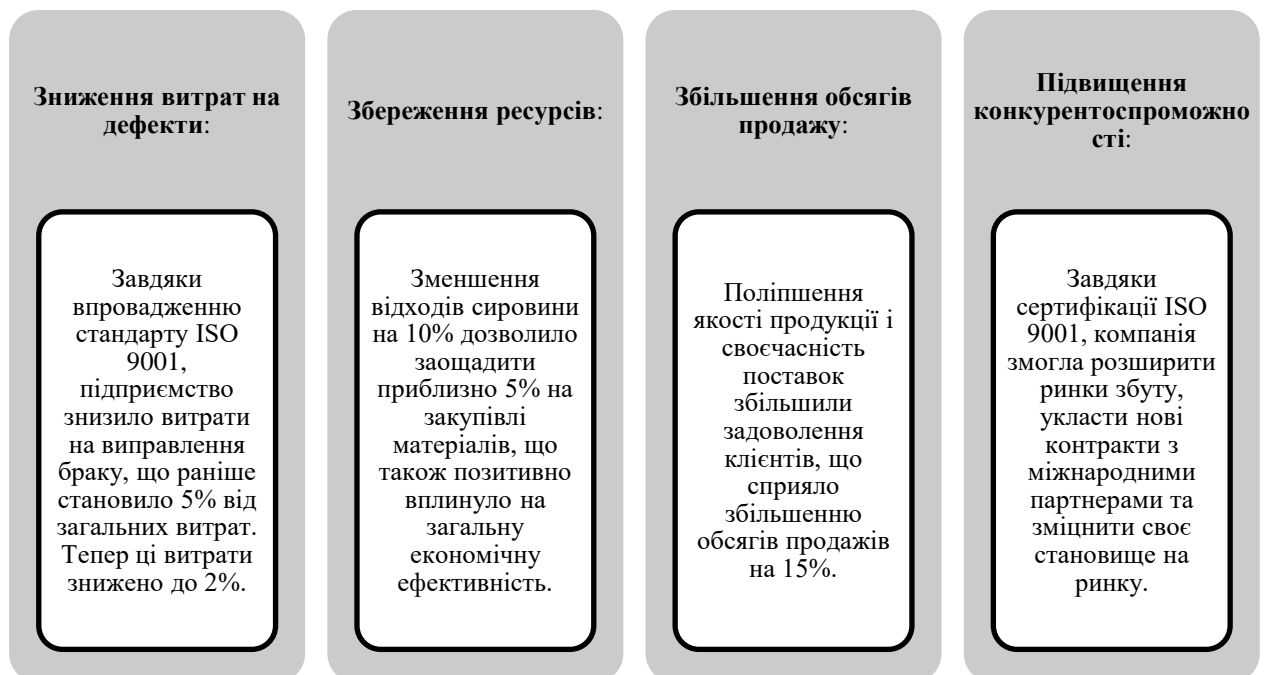 Зниження витрат на
дефекти:
Завдяки
впровадженню
стандарту ISO
9001,
підприємство
знизило витрати
на виправлення
браку, що раніше
становило 5% від
загальних витрат.
Тепер ці витрати
знижено до 2%.
Збереження ресурсів:
Зменшення
відходів сировини
на 10% дозволило
заощадити
приблизно 5% на
закупівлі
матеріалів, що
також позитивно
вплинуло на
загальну
економічну
ефективність.
Збільшення обсягів
продажу:
Поліпшення
якості продукції і
своєчасність
поставок
збільшили
задоволення
клієнтів, що
сприяло
збільшенню
обсягів продажів
на 15%.
Підвищення
конкурентоспроможно
сті:
Завдяки
сертифікації ISO
9001, компанія
змогла розширити
ринки збуту,
укласти нові
контракти з
міжнародними
партнерами та
зміцнити своє
становище на
ринку.